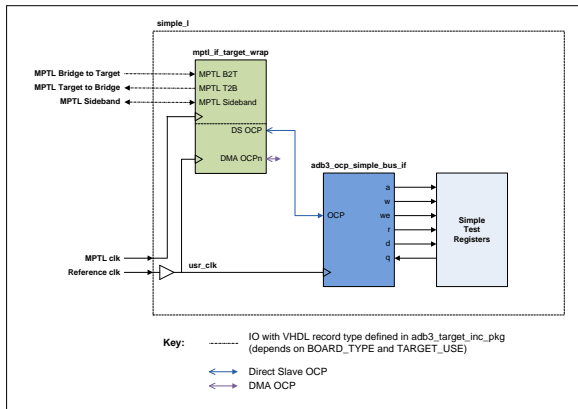 simple_l
mptl_if_target_wrap
MPTL Bridge to Target
MPTL B2T
MPTL Target to Bridge
MPTL T2B
MPTL Sideband
MPTL Sideband
DS OCP
DMA OCPn
adb3_ocp_simple_bus_if
OCP
a
w
we
r
d
q
Simple
Test
Registers
MPTL clk
Reference clk
usr_clk
Key:
IO with VHDL record type defined in adb3_target_inc_pkg
(depends on BOARD_TYPE and TARGET_USE)
Direct Slave OCP
DMA OCP